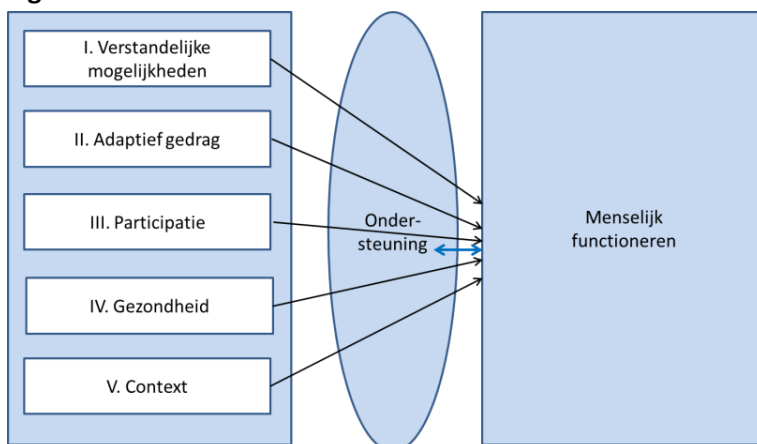 I. Verstandelijke
mogelijkheden
II. Adaptief gedrag
III. Participatie
IV. Gezondheid
V. Context
Onder-
steuning
Menselijk
functioneren